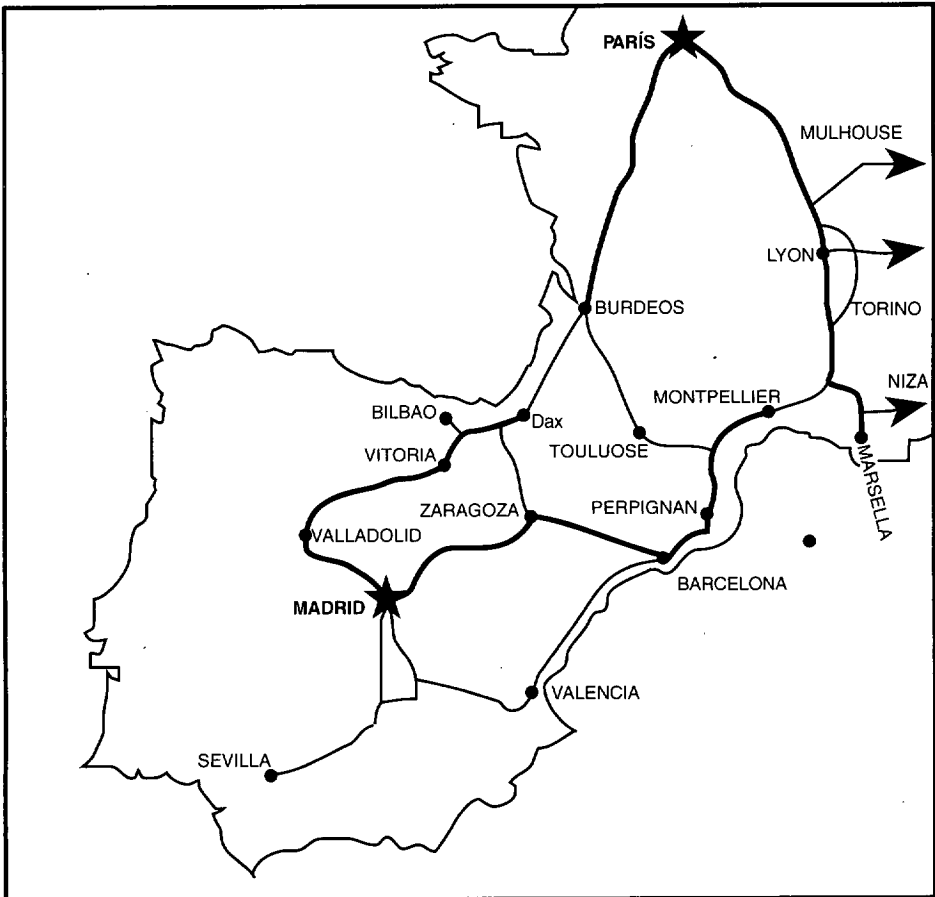 PARÍS
MULHOUSE
LYON
TORINO
BURDEOS
NIZA
MONTPELLIER
BILBAO
Dax
TOULUOSE
VITORIA
MARSELLA
ZARAGOZA
PERPIGNAN
VALLADOLID
BARCELONA
MADRID
VALENCIA
SEVILLA